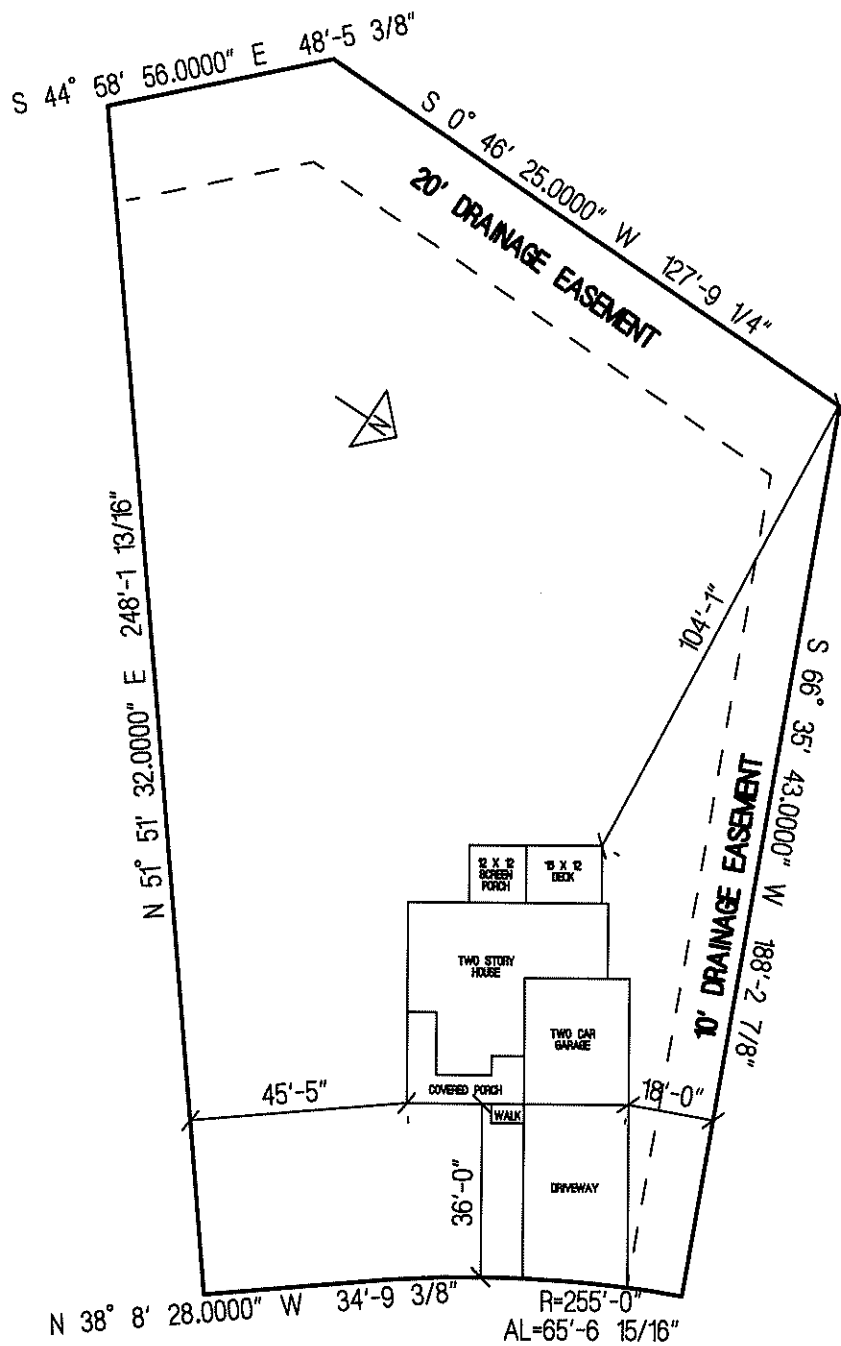 S 44° 58' 56.0000" E 48'-5 3/8"
S 0° 46' 25.0000" W 127'-9 1/4"
20' DRAINAGE EASEMENT
N
N 51° 51' 32.0000" E 248'-1 13/16"
104'-1"
S 66° 35' 43.0000" W 188'-2 7/8"
10' DRAINAGE EASEMENT
12 X 12
SCREEN
PORCH
15 X 12
DECK
TWO STORY
HOUSE
TWO CAR
GARAGE
COVERED PORCH
45'-5"
18'-0"
WALK
36'-0"
DRIVEWAY
N 38° 8' 28.0000" W 34'-9 3/8"
R=255'-0"
AL=65'-6 15/16"